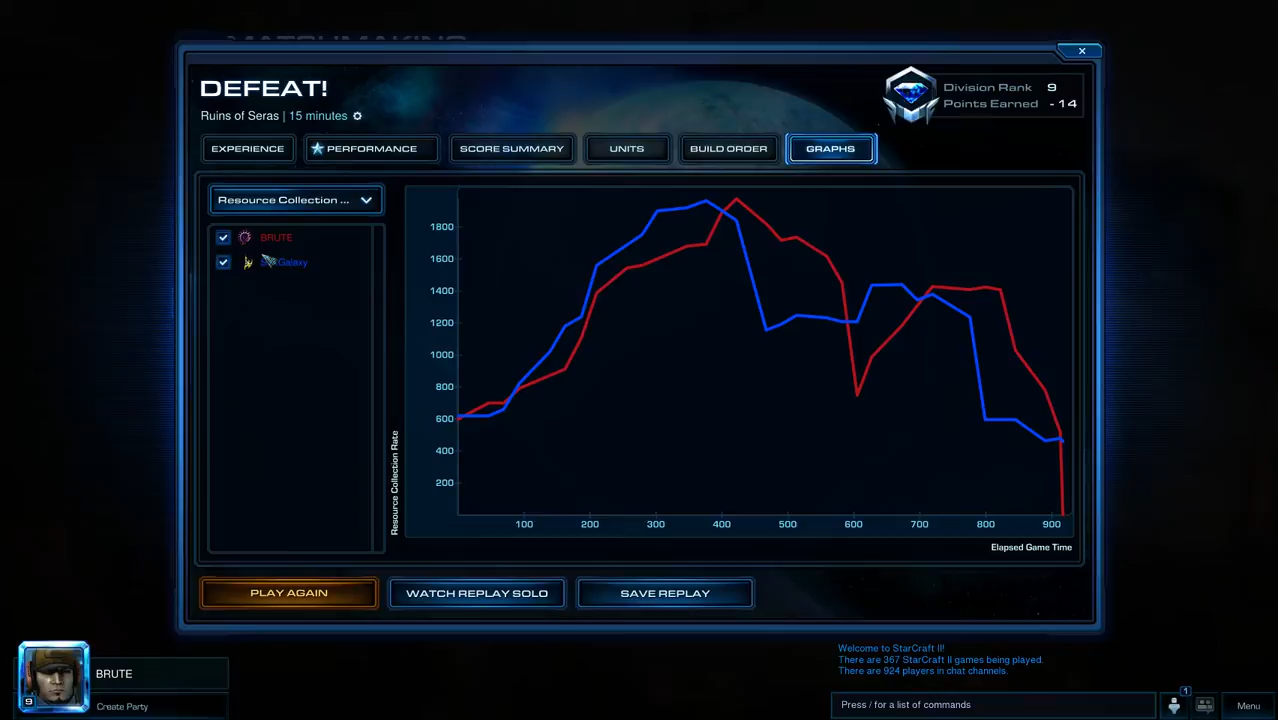 DEFEAT!
Ruins of Seras | 15 minutes
Division Rank 9
Points Earned - 14
EXPERIENCE
PERFORMANCE
SCORE SUMMARY
UNITS
BUILD ORDER
GRAPHS
Resource Collection ...
BRUTE
Galaxy
1800
1600
1400
1200
1000
800
600
400
200
Resource Collection Rate
100 200 300 400 500 600 700 800 900
Elapsed Game Time
PLAY AGAIN
WATCH REPLAY SOLO
SAVE REPLAY
9
BRUTE
Create Party
Welcome to StarCraft II!
There are 367 StarCraft II games being played.
There are 924 players in chat channels.
Press / for a list of commands
1
Menu